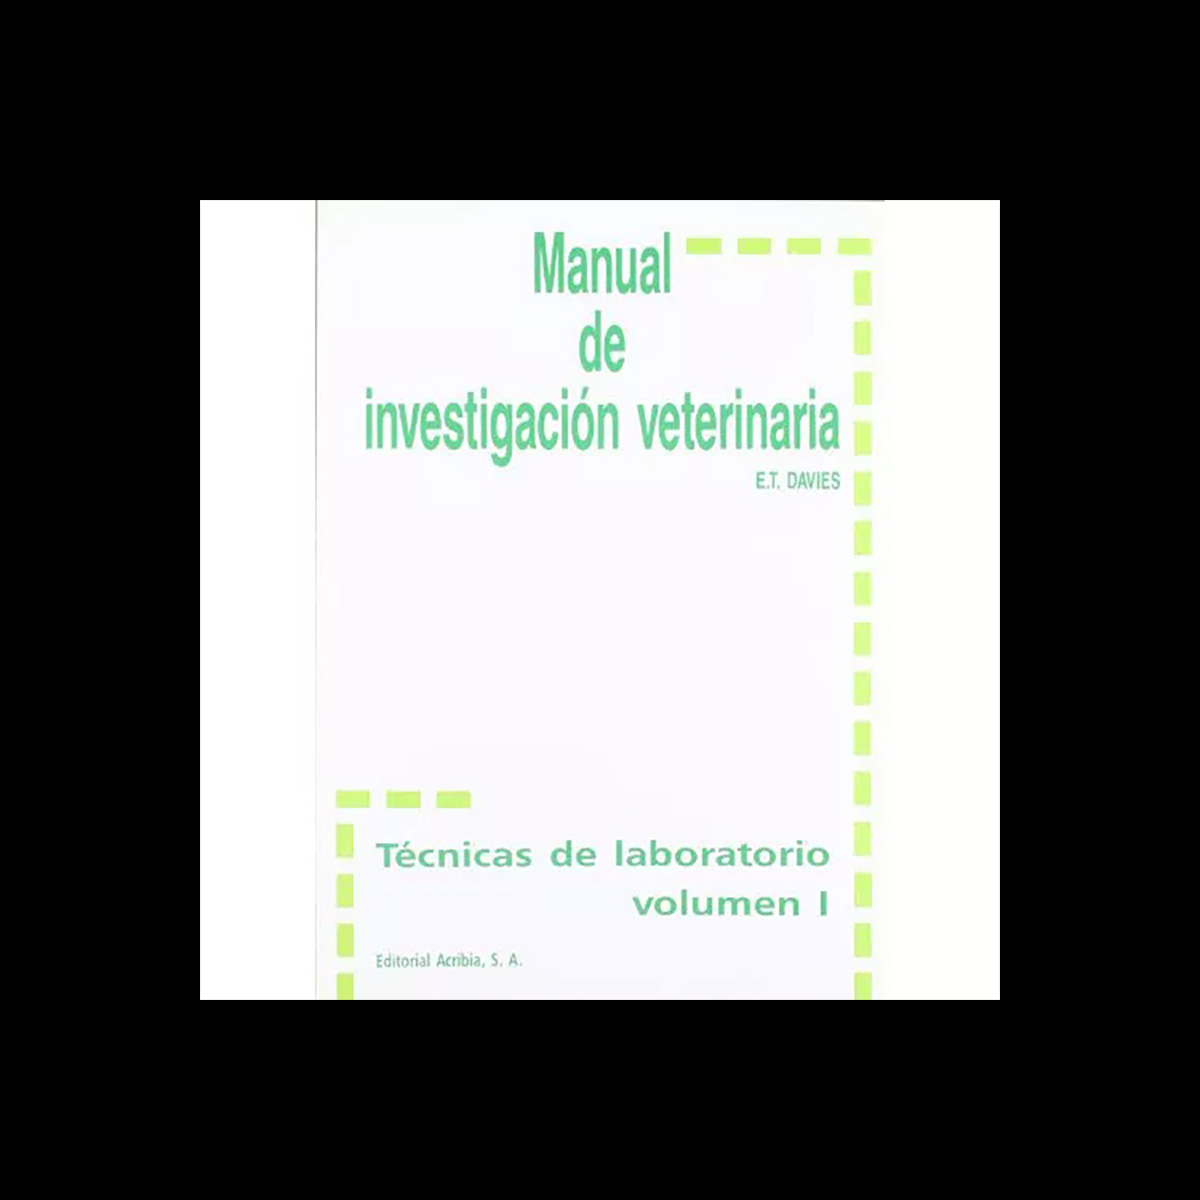 Manual
de
investigación veterinaria
E.T. DAVIES
Técnicas de laboratorio
volumen I
Editorial Acribia, S. A.